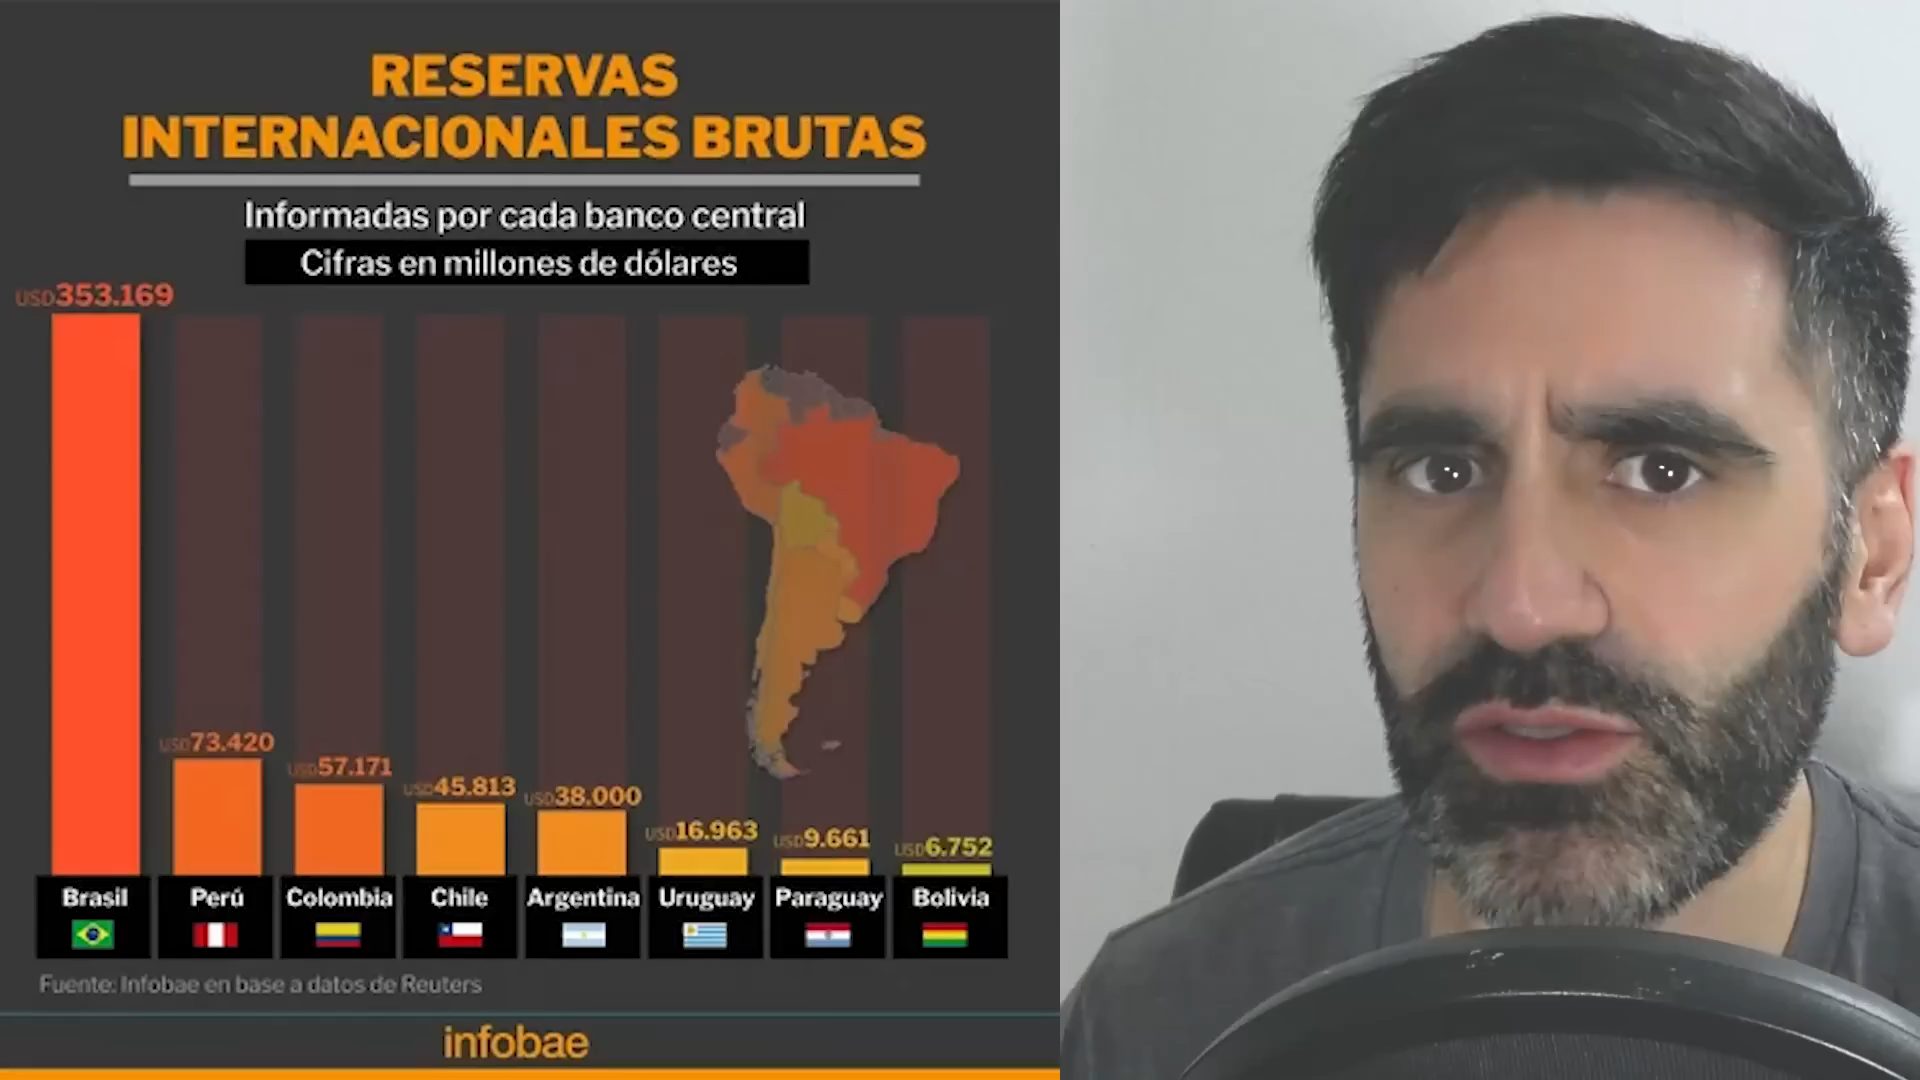 RESERVAS
INTERNACIONALES BRUTAS
Informadas por cada banco central
Cifras en millones de dólares
USD353.169
USD73.420
USD57.171
USD45.813
USD38.000
USD16.963
USD9.661
USD6.752
Brasil
Perú
Colombia
Chile
Argentina
Uruguay
Paraguay
Bolivia
Fuente: Infobae en base a datos de Reuters
infobae